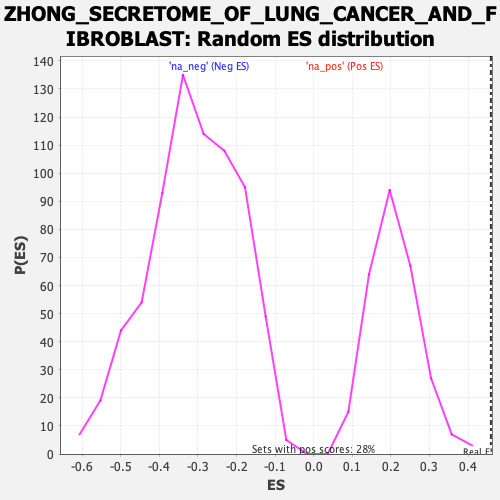 ZHONG_SECRETOME_OF_LUNG_CANCER_AND_F
IBROBLAST: Random ES distribution
'na_neg' (Neg ES) 'na_pos' (Pos ES)
140
130
120
110
100
90
80
70
60
50
40
30
20
10
0
P(ES)
Sets with pos scores: 28%
Real
-0.6 -0.5 -0.4 -0.3 -0.2 -0.1 0.0 0.1 0.2 0.3 0.4
ES